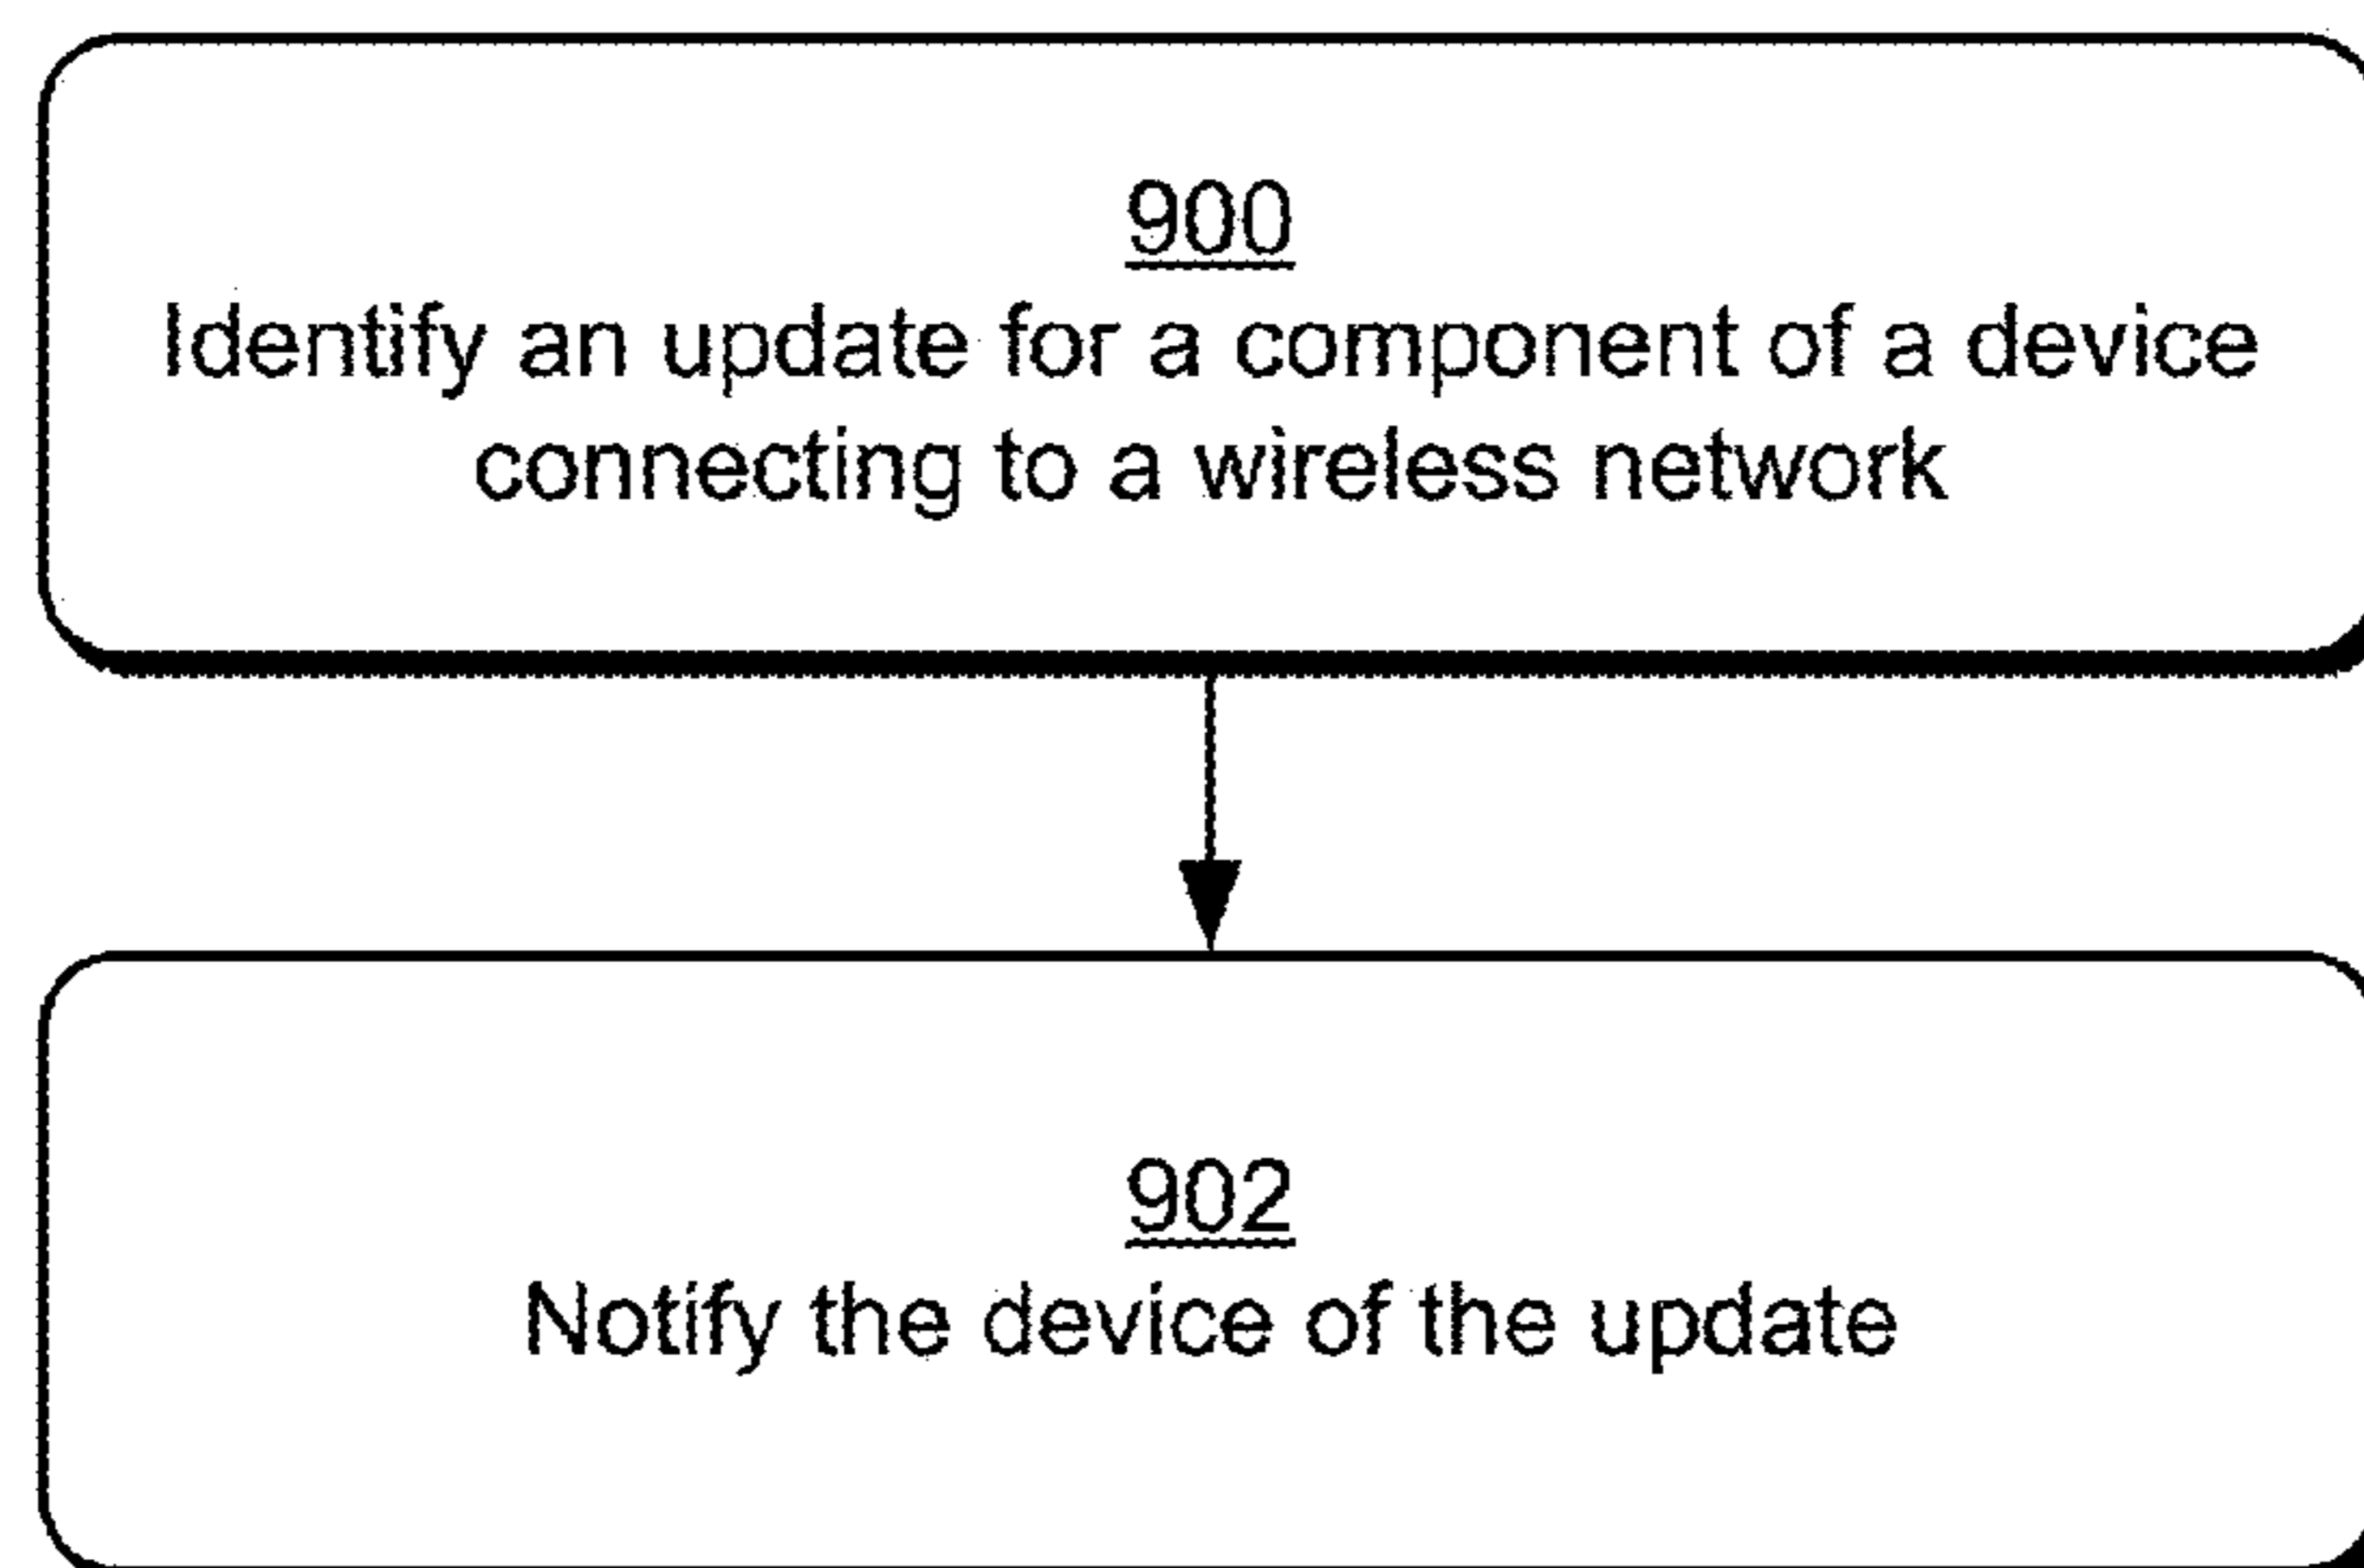 900
Identify an update for a component of a device
connecting to a wireless network
902
Notify the device of the update